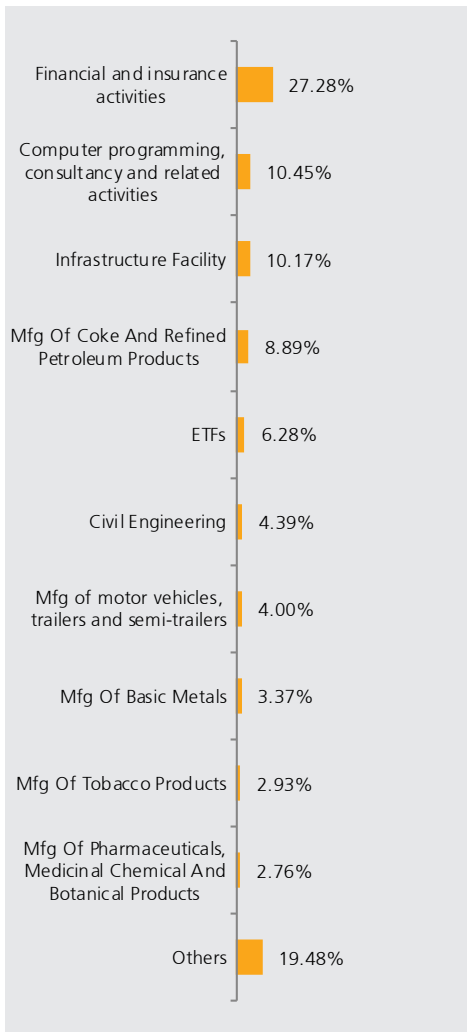 Financial and insurance
activities
27.28%
Computer programming,
consultancy and related
activities
10.45%
Infrastructure Facility
10.17%
Mfg Of Coke And Refined
Petroleum Products
8.89%
ETFs
6.28%
Civil Engineering
4.39%
Mfg of motor vehicles,
trailers and semi-trailers
4.00%
Mfg Of Basic Metals
3.37%
Mfg Of Tobacco Products
2.93%
Mfg Of Pharmaceuticals,
Medicinal Chemical And
Botanical Products
2.76%
Others
19.48%